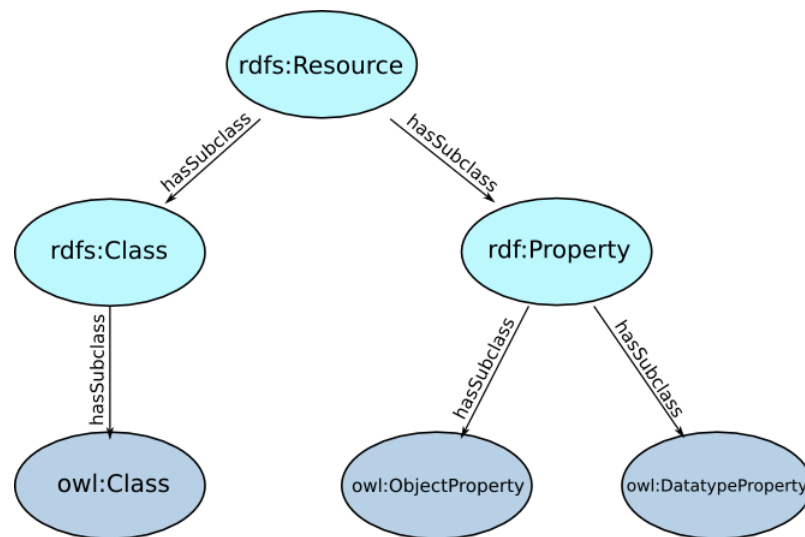 rdfs:Resource
hasSubclass
hasSubclass
rdfs:Class
rdf:Property
hasSubclass
hasSubclass
hasSubclass
owl:Class
owl:ObjectProperty
owl:DatatypeProperty